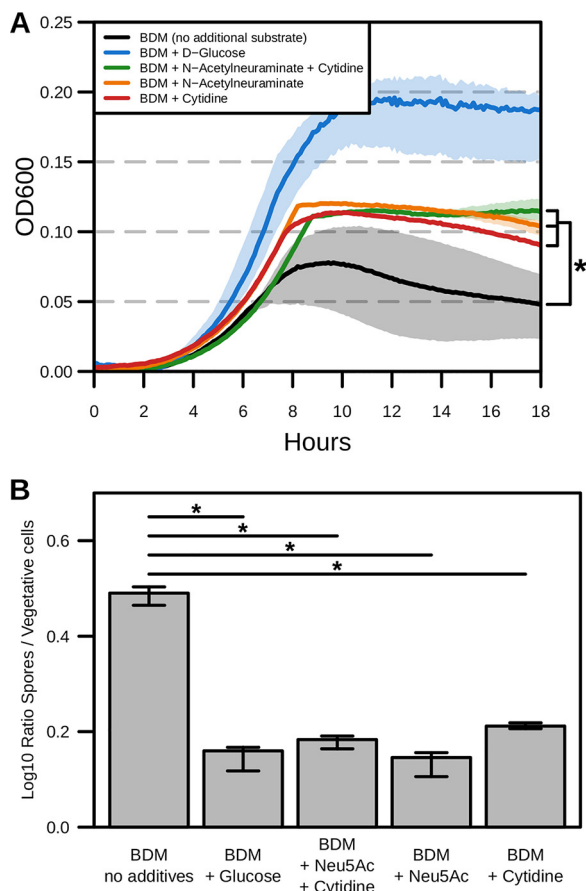 A
0.25
0.20
0.15
0.10
0.05
0.00
OD600
BDM (no additional substrate)
BDM + D−Glucose
BDM + N−Acetylneuraminate + Cytidine
BDM + N−Acetylneuraminate
BDM + Cytidine
*
0 2 4 6 8 10 12 14 16 18
Hours
B
Log10 Ratio Spores / Vegetative cells
0.6
0.4
0.2
0.0
*
*
*
*
BDM
no additives
BDM
+ Glucose
BDM
+ Neu5Ac
+ Cytidine
BDM
+ Neu5Ac
BDM
+ Cytidine